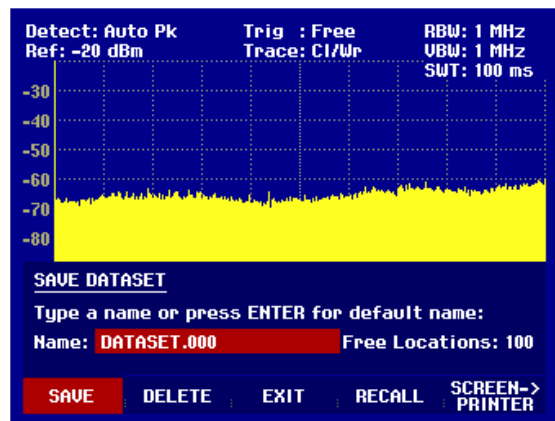 Detect: Auto Pk Trig : Free RBW: 1 MHz
Ref: -20 dBm Trace: Cl/Wr VBW: 1 MHz
SWT: 100 ms
-30
-40
-50
-60
-70
-80
SAVE DATASET
Type a name or press ENTER for default name:
Name: DATASET.000 Free Locations: 100
SAVE DELETE EXIT RECALL SCREEN->
PRINTER